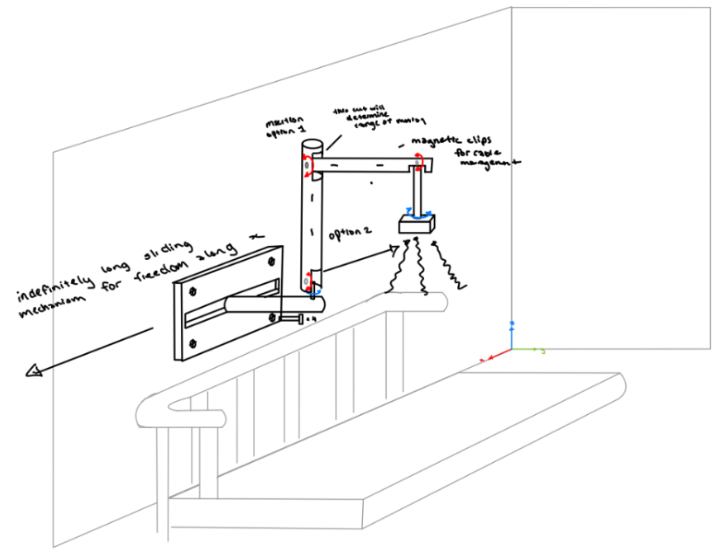 motion
option 1
this cut will
determine
range of motion
magnetic clips
for cable
management
option 2
indefinitely long sliding
mechanism for freedom along x
x
y
z